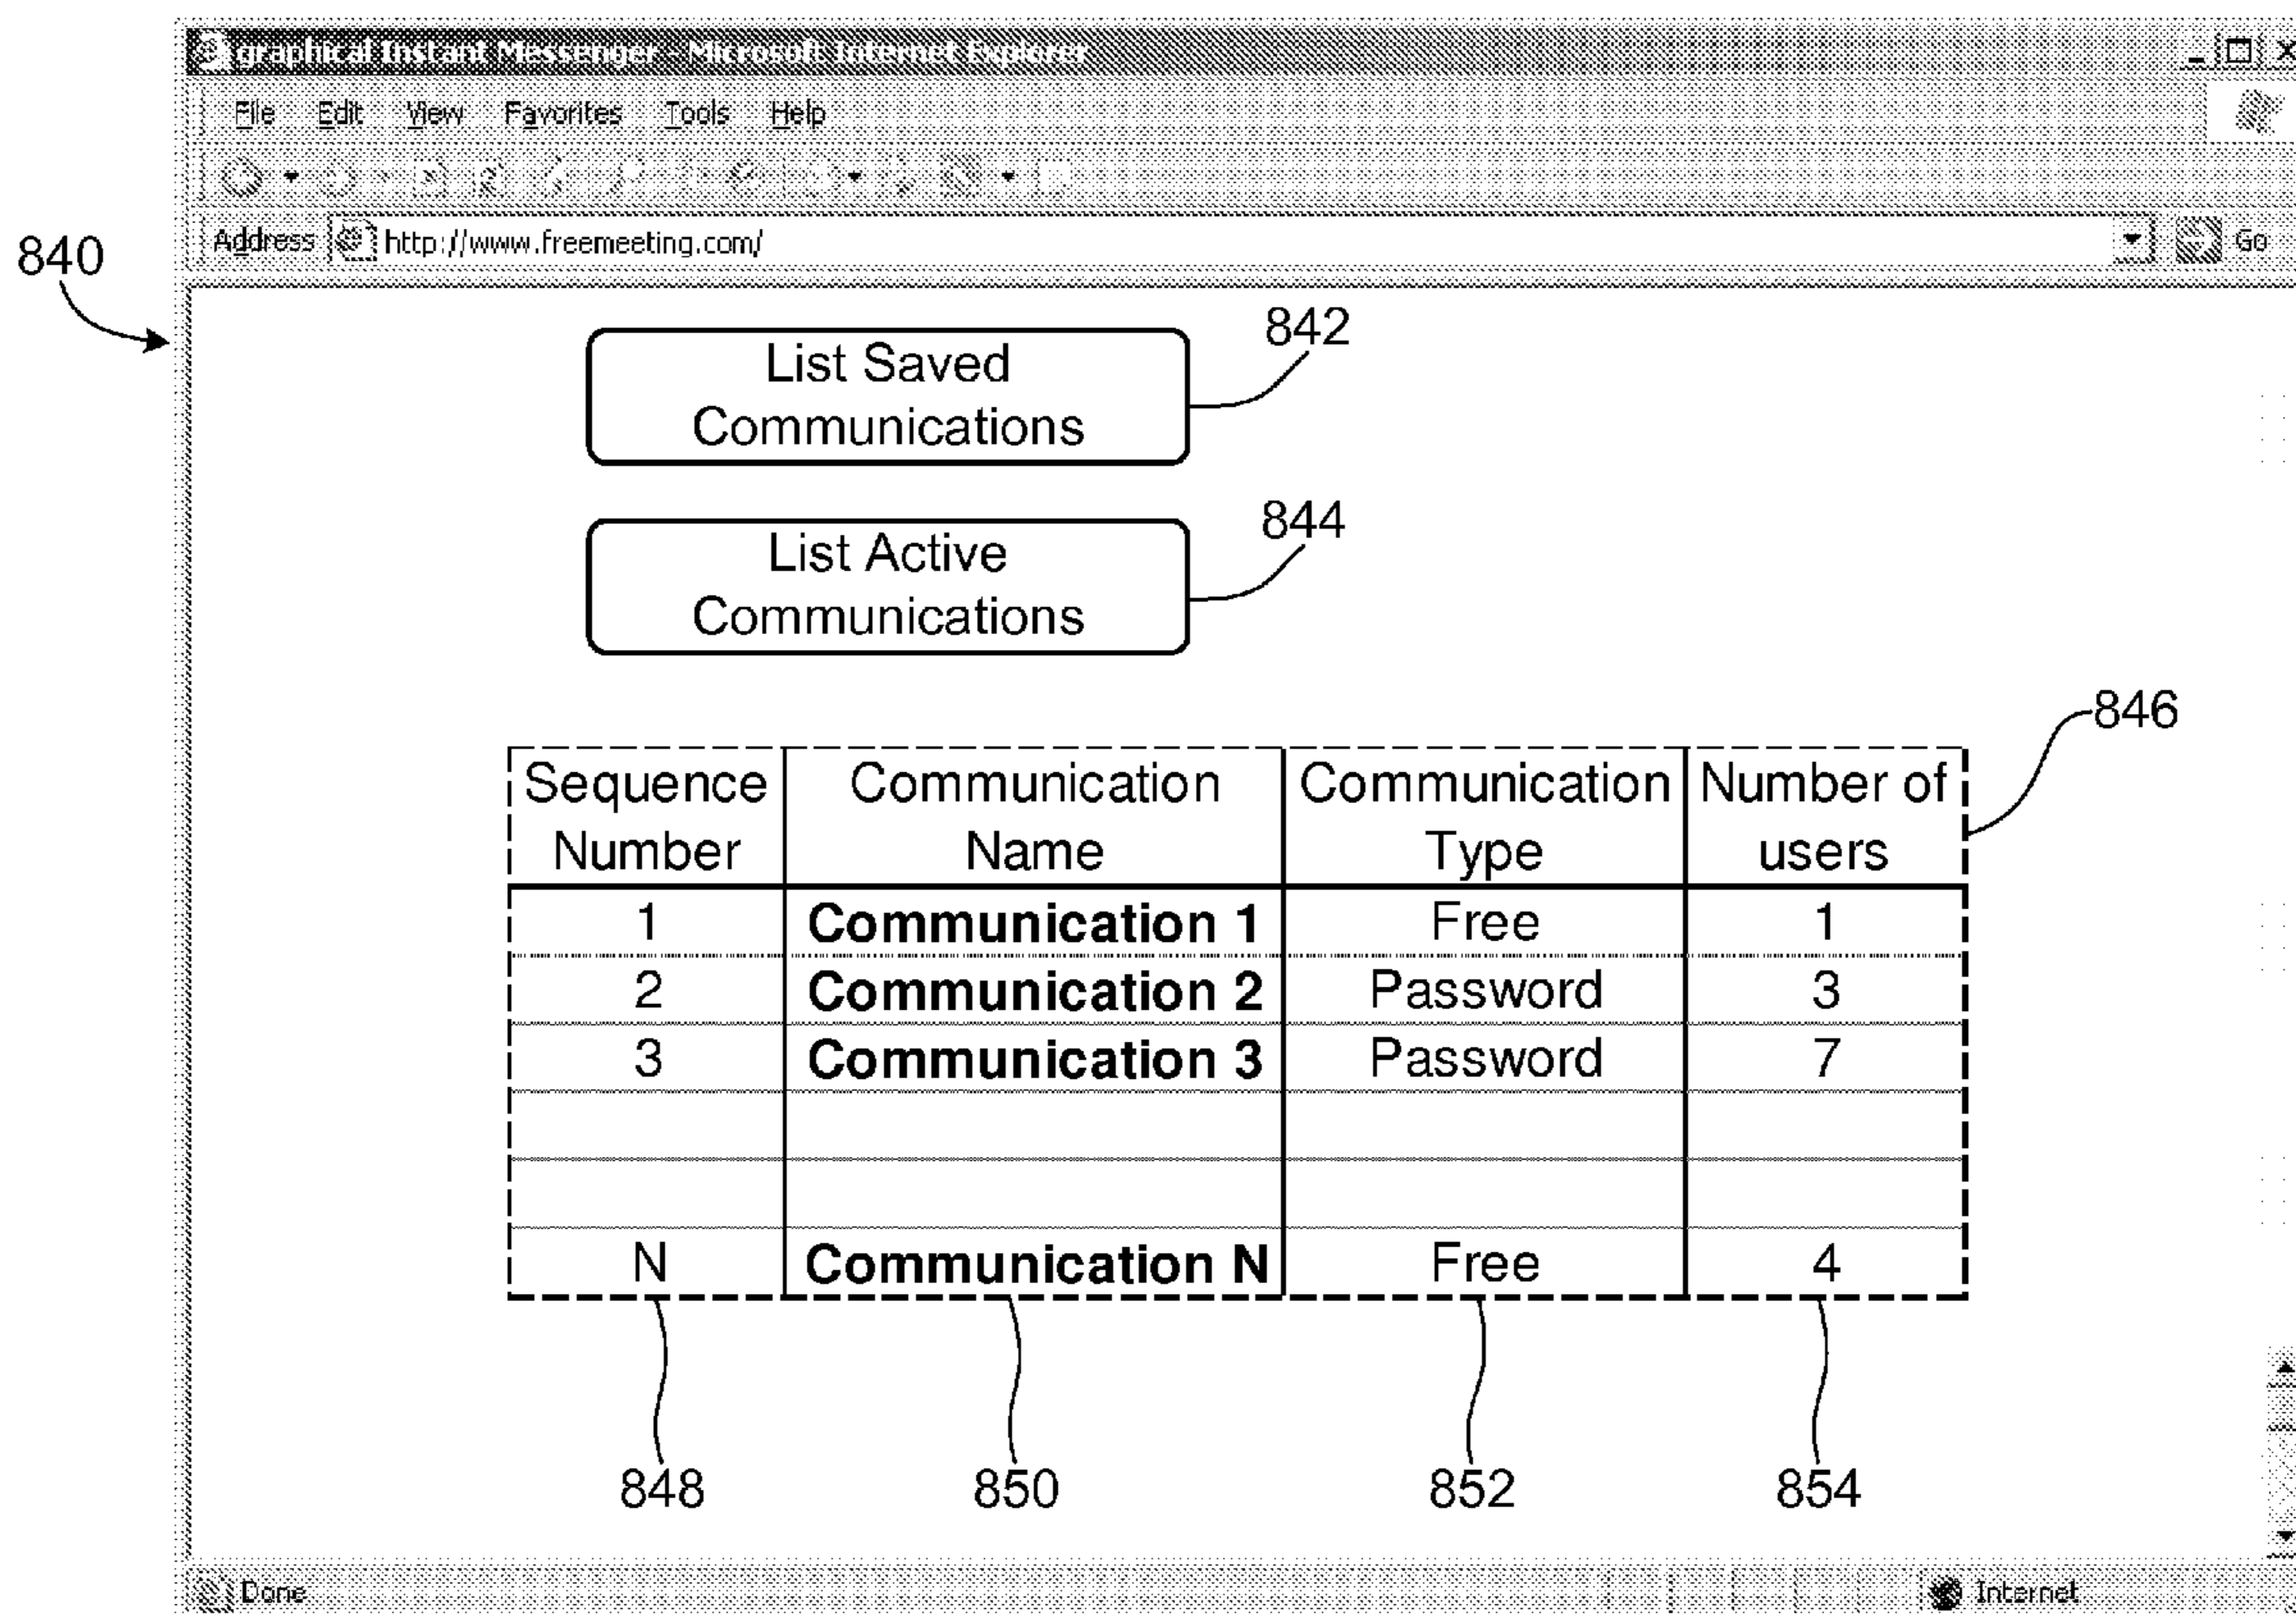 graphical Instant Messenger - Microsoft Internet Explorer
File Edit View Favorites Tools Help
Address http://www.freemeeting.com/ Go
840
List Saved
Communications
842
List Active
Communications
844
846
Sequence Number Communication Name Communication Type Number of users
1 Communication 1 Free 1
2 Communication 2 Password 3
3 Communication 3 Password 7
N Communication N Free 4
848 850 852 854
Done Internet